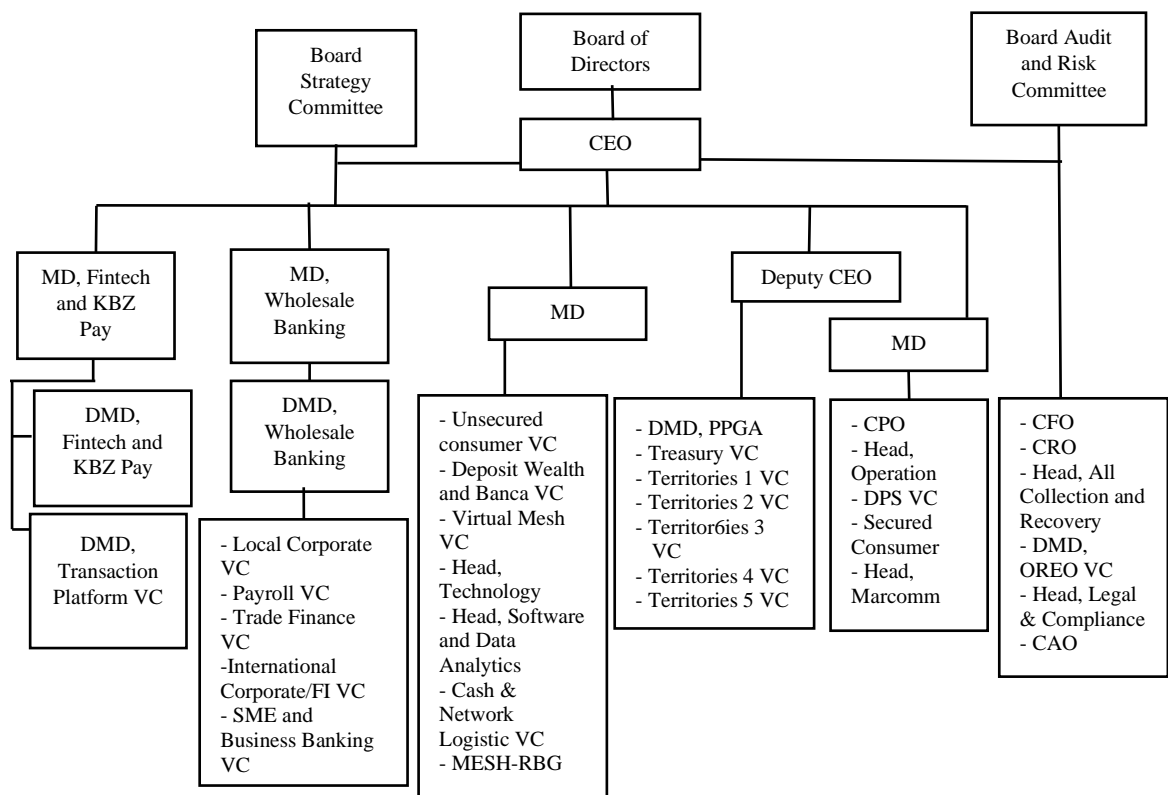 Board
Strategy
Committee
Board of
Directors
Board Audit
and Risk
Committee
CEO
MD, Fintech
and KBZ
Pay
MD,
Wholesale
Banking
MD
Deputy CEO
MD
DMD,
Fintech and
KBZ Pay
DMD,
Transaction
Platform VC
DMD,
Wholesale
Banking
- Local Corporate
VC
- Payroll VC
- Trade Finance
VC
-International
Corporate/FI VC
- SME and
Business Banking
VC
- Unsecured
consumer VC
- Deposit Wealth
and Banca VC
- Virtual Mesh
VC
- Head,
Technology
- Head, Software
and Data
Analytics
- Cash &
Network
Logistic VC
- MESH-RBG
- DMD, PPGA
- Treasury VC
- Territories 1 VC
- Territories 2 VC
- Territor6ies 3
VC
- Territories 4 VC
- Territories 5 VC
- CPO
- Head,
Operation
- DPS VC
- Secured
Consumer
- Head,
Marcomm
- CFO
- CRO
- Head, All
Collection and
Recovery
- DMD,
OREO VC
- Head, Legal
& Compliance
- CAO